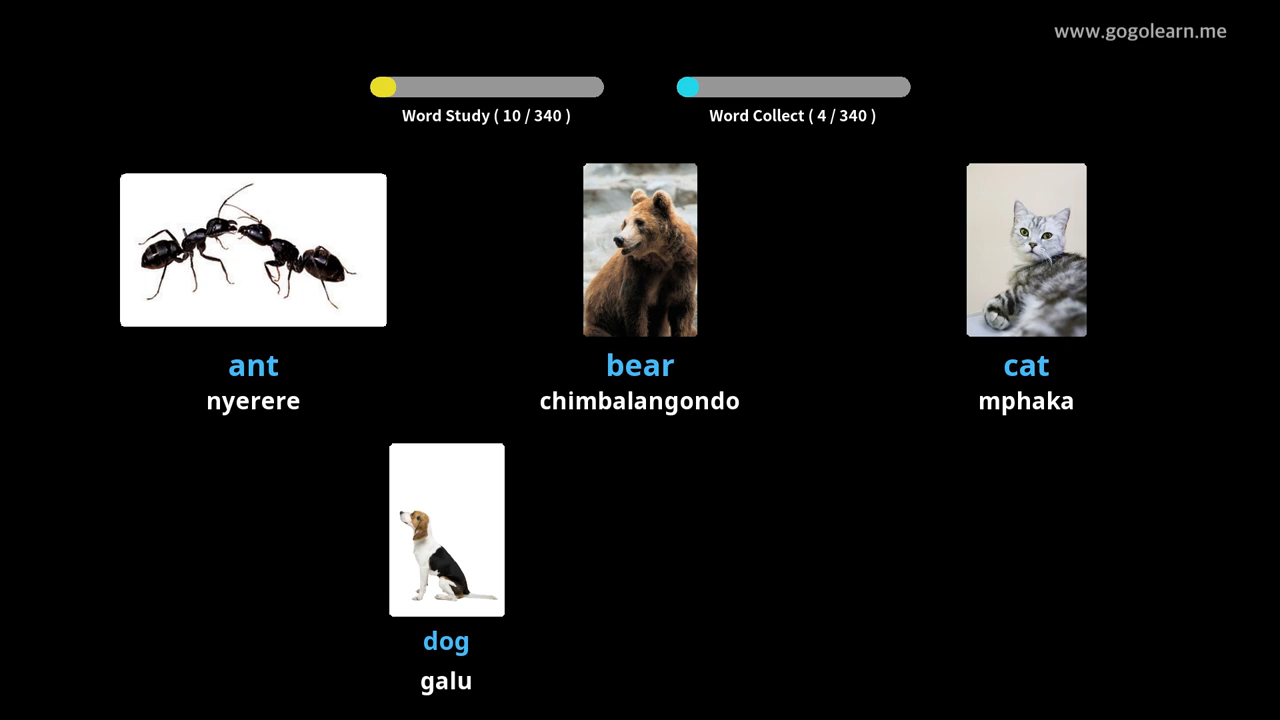 www.gogolearn.me
Word Study ( 10 / 340 )
Word Collect ( 4 / 340 )
ant
nyerere
bear
chimbalangondo
cat
mphaka
dog
galu